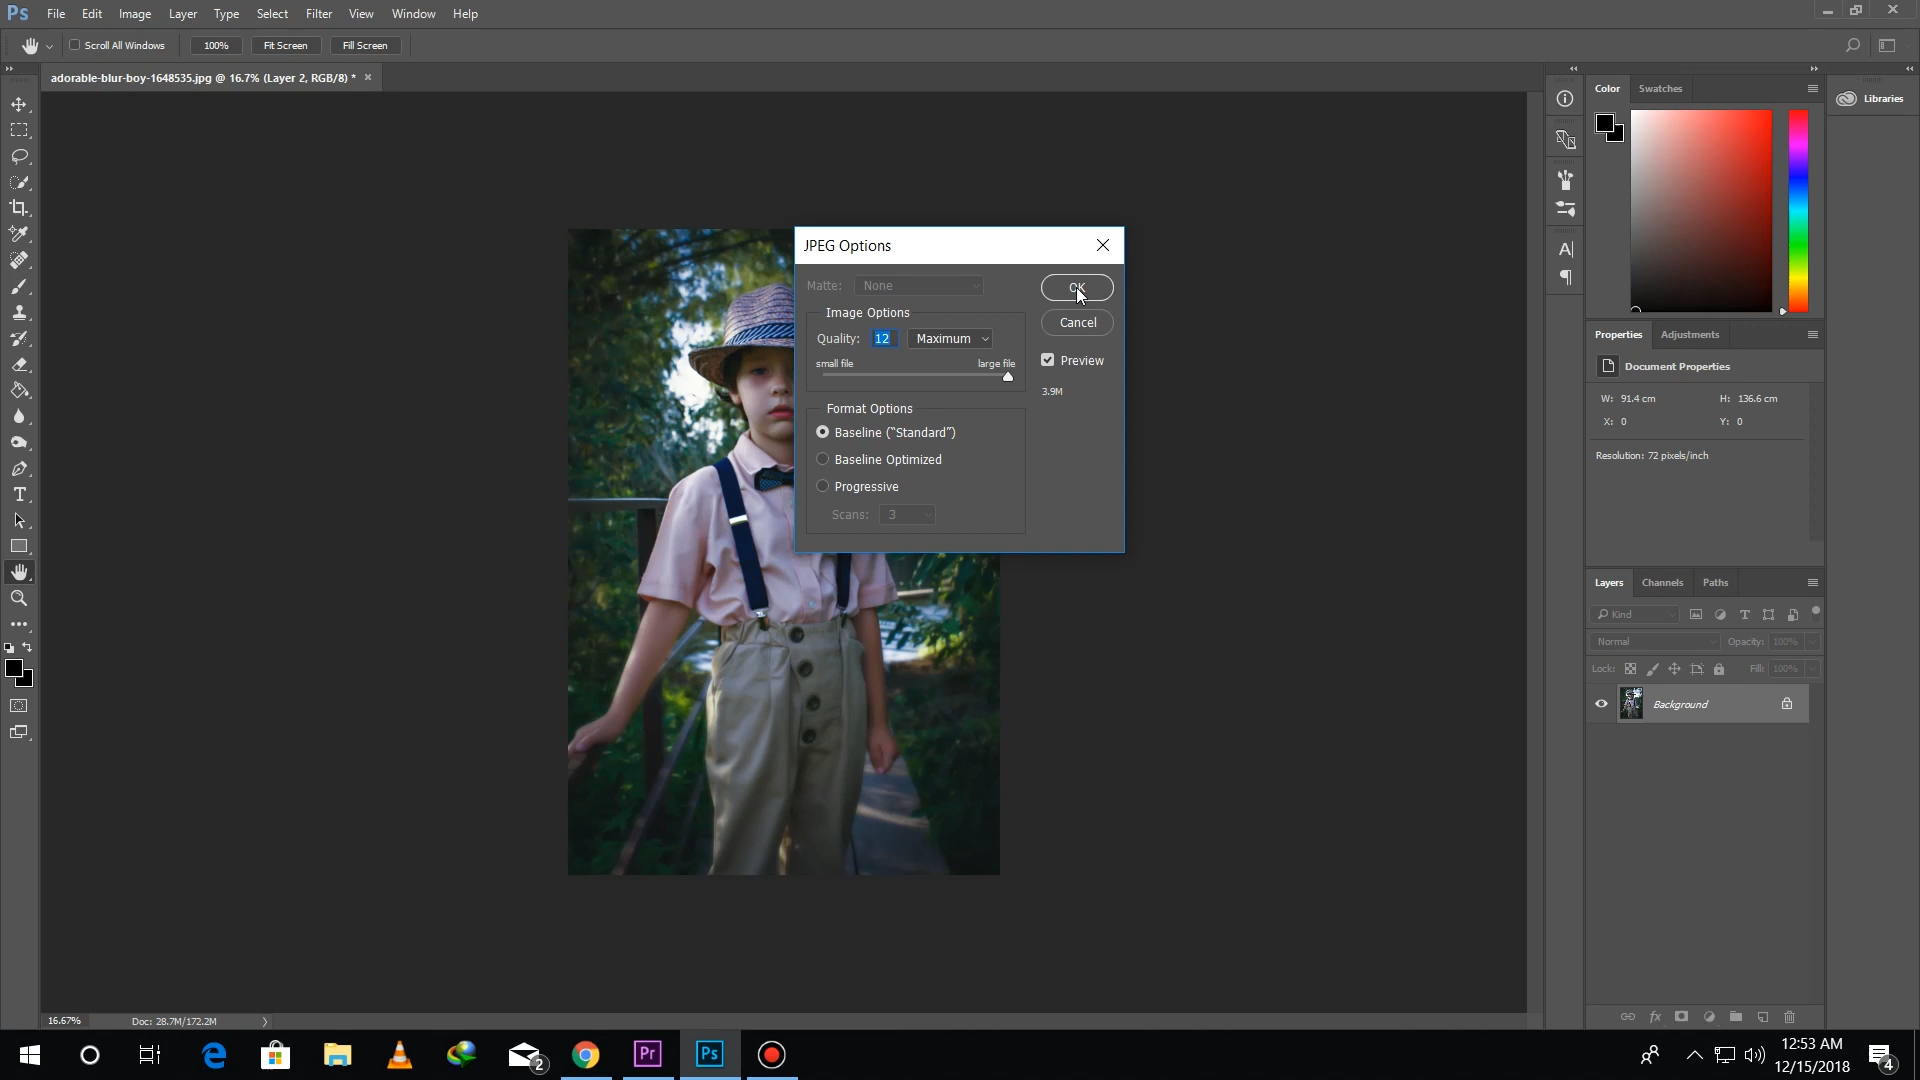 Ps File Edit Image Layer Type Select Filter View Window Help
Scroll All Windows 100% Fit Screen Fill Screen
adorable-blur-boy-1648535.jpg @ 16.7% (Layer 2, RGB/8) * ×
Color Swatches
Libraries
JPEG Options
Matte: None
OK
Image Options
Cancel
Quality: 12 Maximum
small file large file
Preview
3.9M
Format Options
Baseline (“Standard”)
Baseline Optimized
Progressive
Scans: 3
Properties Adjustments
Document Properties
W: 91.4 cm H: 136.6 cm
X: 0 Y: 0
Resolution: 72 pixels/inch
Layers Channels Paths
Kind
Normal Opacity: 100%
Lock: Fill: 100%
Background
16.67% Doc: 28.7M/172.2M
2
Pr
Ps
12:53 AM
12/15/2018
4